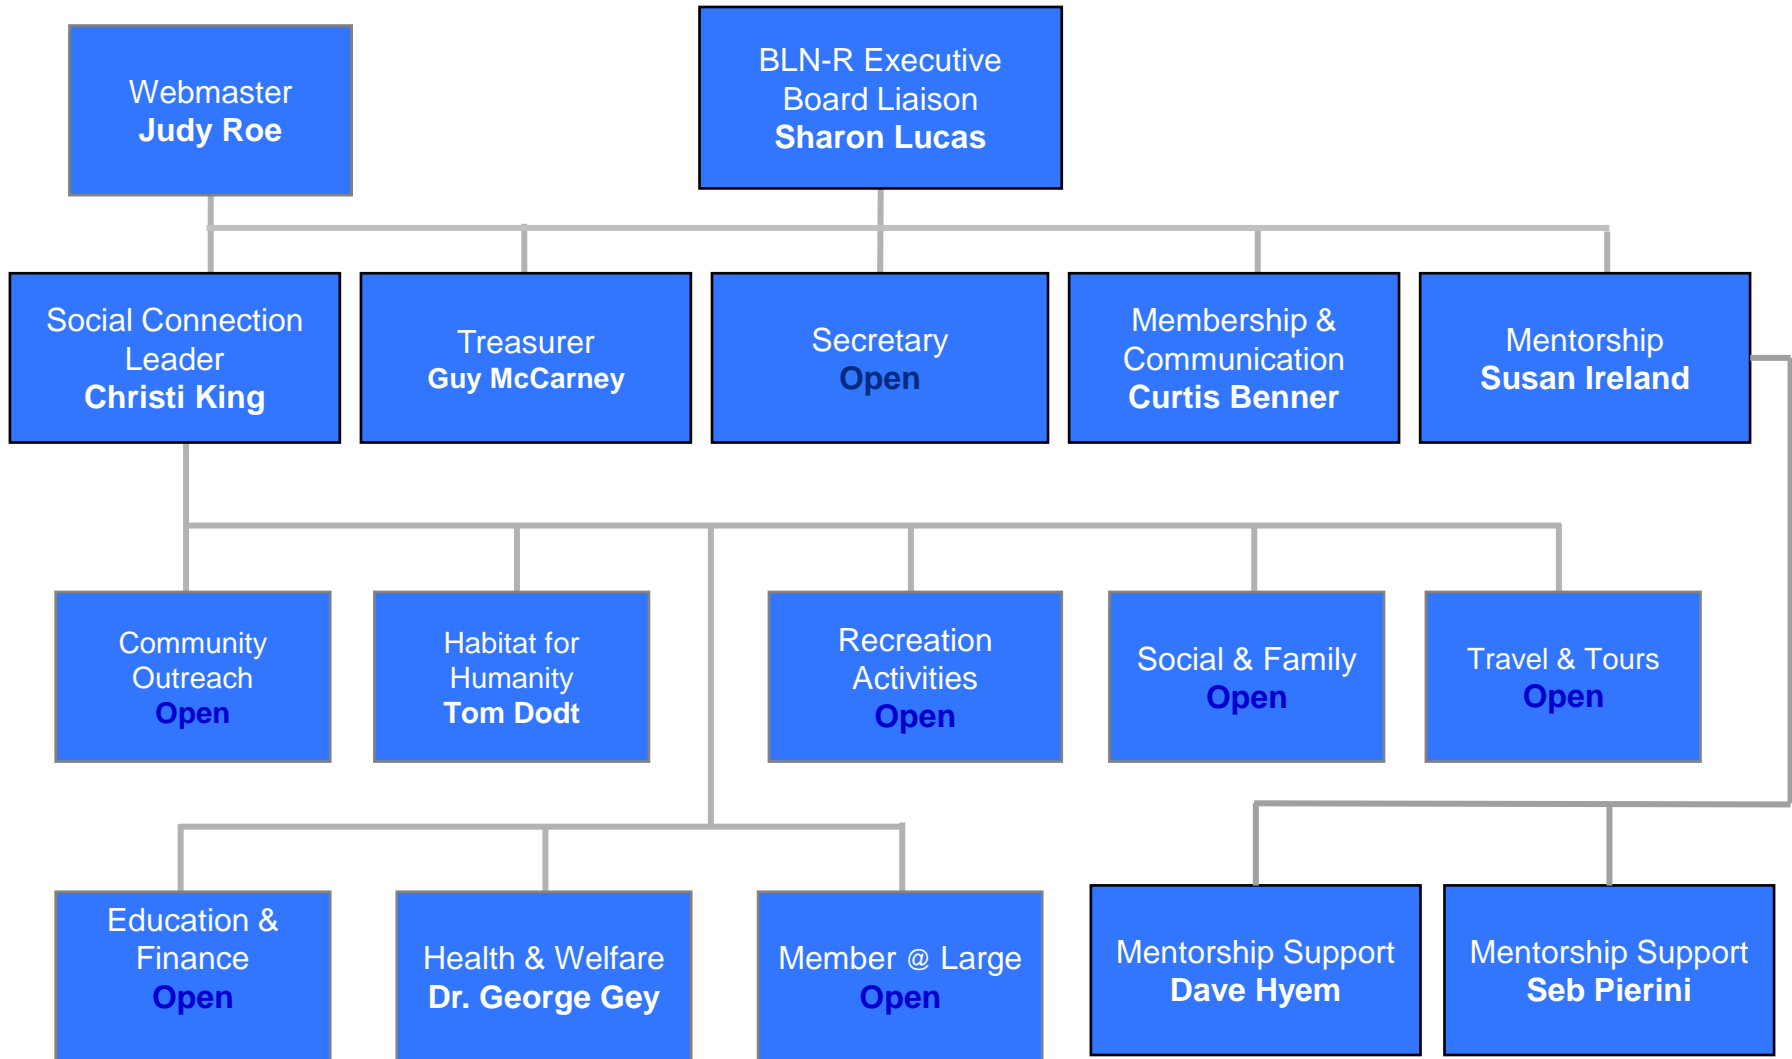 Webmaster
Judy Roe
BLN-R Executive
Board Liaison
Sharon Lucas
Social Connection
Leader
Christi King
Treasurer
Guy McCarney
Secretary
Open
Membership &
Communication
Curtis Benner
Mentorship
Susan Ireland
Community
Outreach
Open
Habitat for
Humanity
Tom Dodt
Recreation
Activities
Open
Social & Family
Open
Travel & Tours
Open
Education &
Finance
Open
Health & Welfare
Dr. George Gey
Member @ Large
Open
Mentorship Support
Dave Hyem
Mentorship Support
Seb Pierini